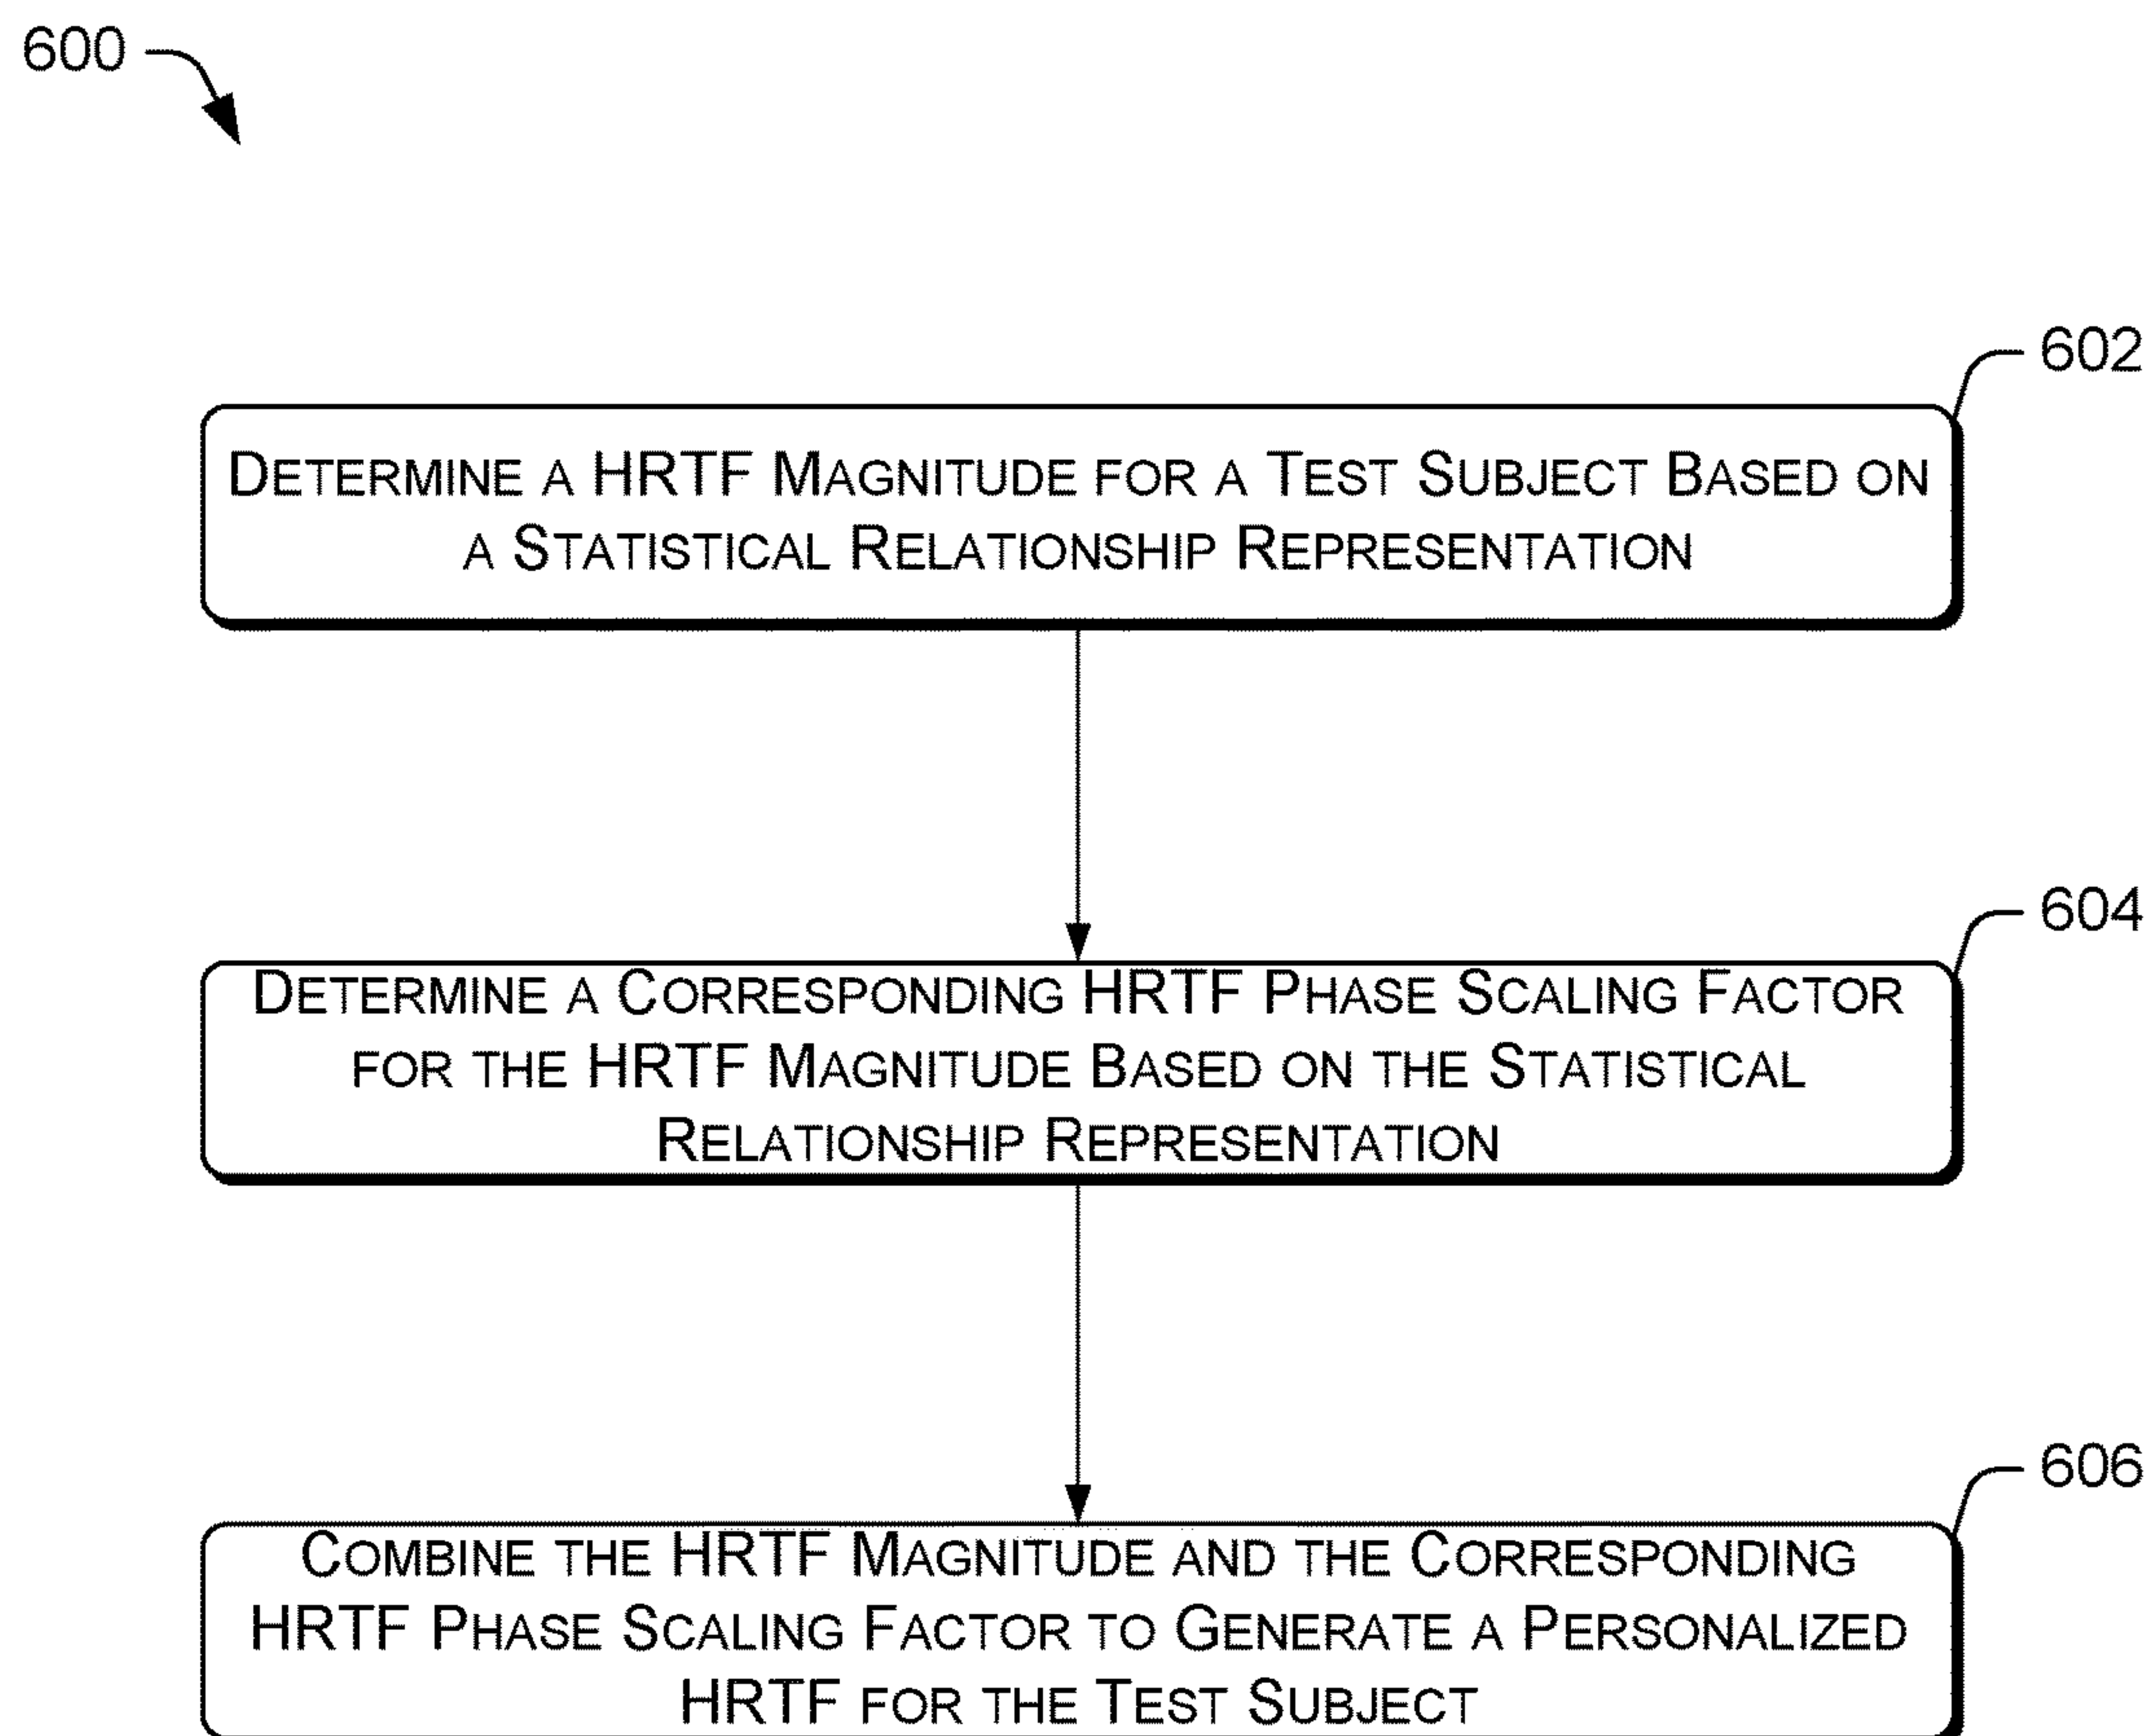 600
602
DETERMINE A HRTF MAGNITUDE FOR A TEST SUBJECT BASED ON
A STATISTICAL RELATIONSHIP REPRESENTATION
604
DETERMINE A CORRESPONDING HRTF PHASE SCALING FACTOR
FOR THE HRTF MAGNITUDE BASED ON THE STATISTICAL
RELATIONSHIP REPRESENTATION
606
COMBINE THE HRTF MAGNITUDE AND THE CORRESPONDING
HRTF PHASE SCALING FACTOR TO GENERATE A PERSONALIZED
HRTF FOR THE TEST SUBJECT